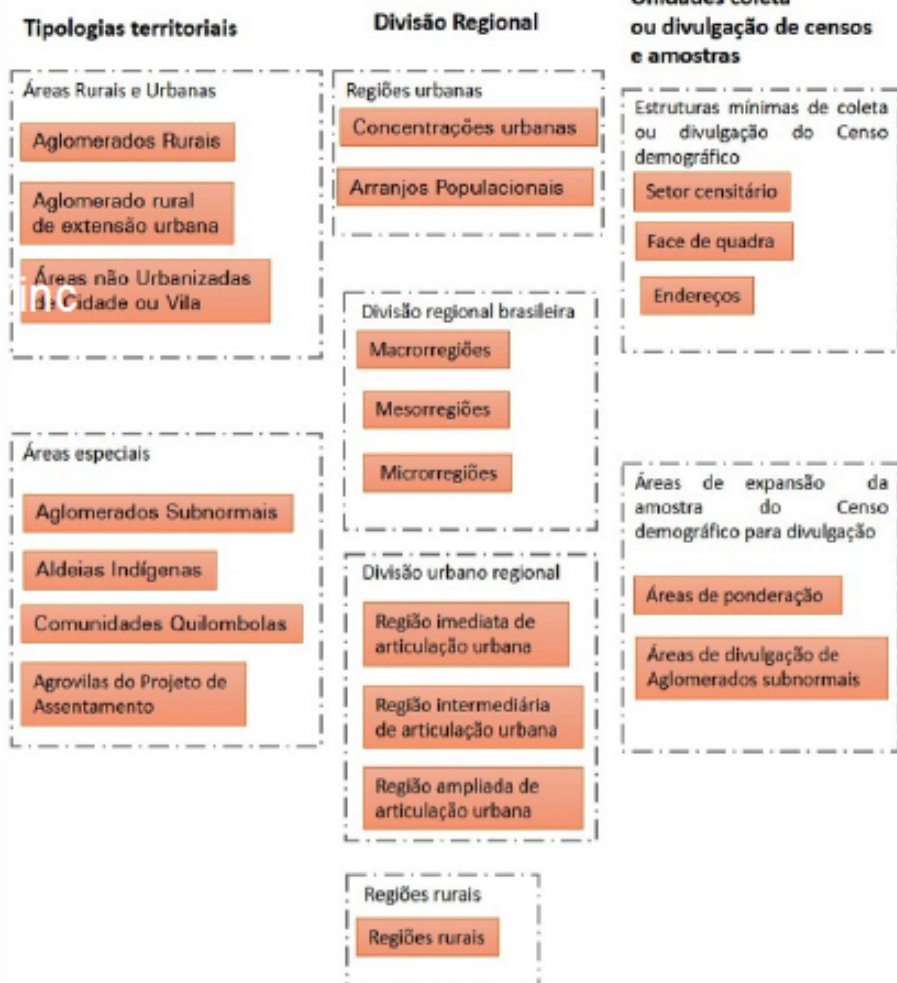 Tipologias territoriais
Áreas Rurais e Urbanas
Aglomerados Rurais
Aglomerado rural
de extensão urbana
Áreas não Urbanizadas
de Cidade ou Vila
inc
Áreas especiais
Aglomerados Subnormais
Aldeias Indígenas
Comunidades Quilombolas
Agrovilas do Projeto de
Assentamento
Divisão Regional
Regiões urbanas
Concentrações urbanas
Arranjos Populacionais
Divisão regional brasileira
Macrorregiões
Mesorregiões
Microrregiões
Divisão urbano regional
Região imediata de
articulação urbana
Região intermediária
de articulação urbana
Região ampliada de
articulação urbana
Regiões rurais
Regiões rurais
Unidades coleta
ou divulgação de censos
e amostras
Estruturas mínimas de coleta
ou divulgação do Censo
demográfico
Setor censitário
Face de quadra
Endereços
Áreas de expansão da
amostra do Censo
demográfico para divulgação
Áreas de ponderação
Áreas de divulgação de
Aglomerados subnormais